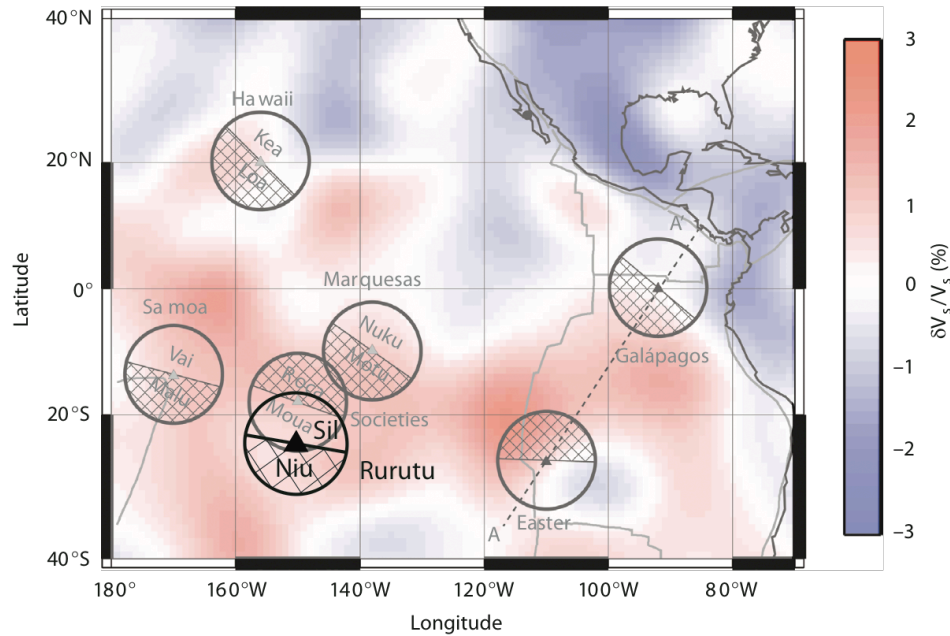 40°N
20°N
0°
20°S
40°S
Latitude
180°
160°W
140°W
120°W
100°W
80°W
Longitude
Hawaii
Kea
Loa
Samoa
Vai
Malu
Marquesas
Nuku
Motu
Roca
Moua
Societies
Sil
Niu
Rurutu
A'
Galápagos
Easter
A
3
2
1
0
−1
−2
−3
δVs/Vs (%)